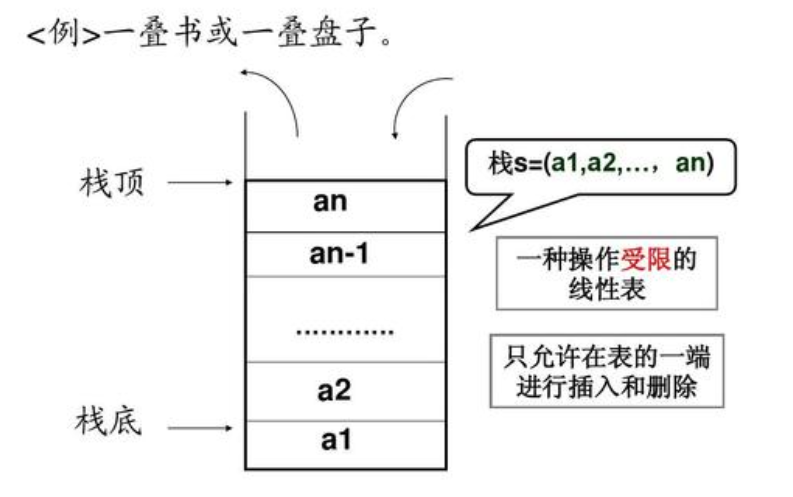 <例>一叠书或一叠盘子。
栈顶
an
an-1
............
a2
栈底
a1
栈s=(a1,a2,…，an)
一种操作受限的
线性表
只允许在表的一端
进行插入和删除